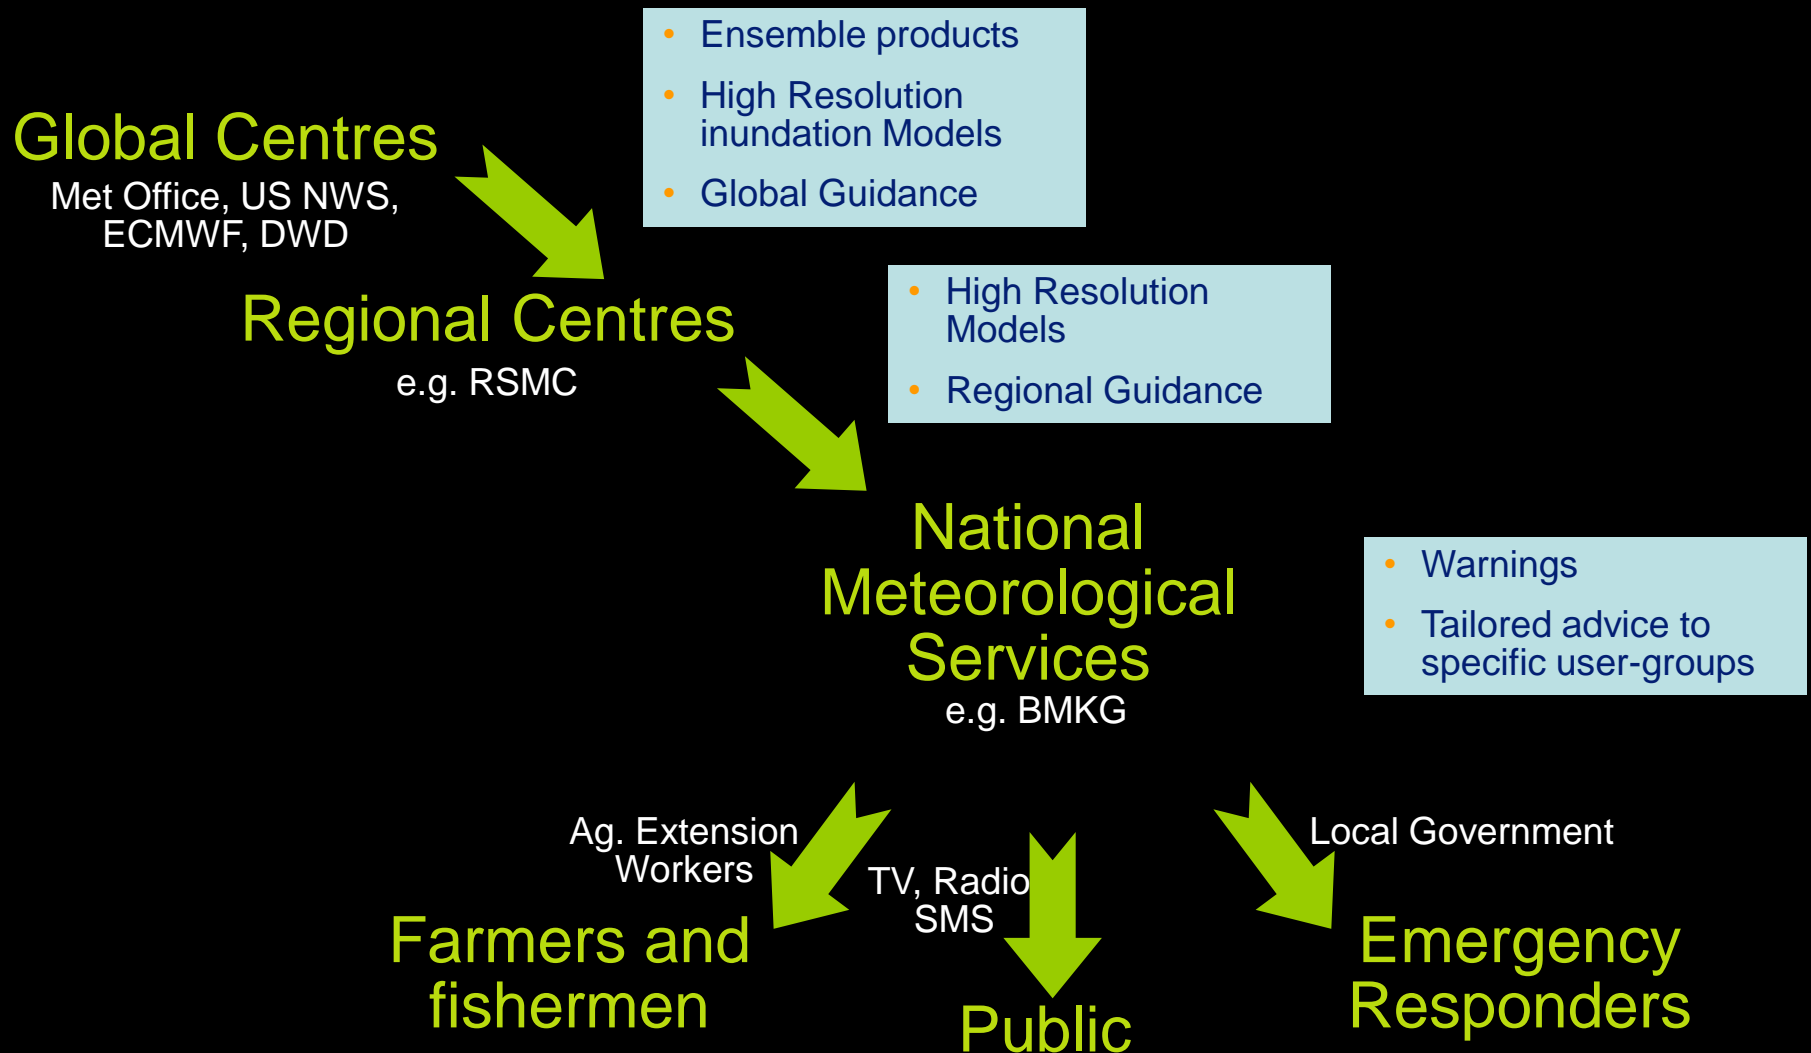 • Ensemble products
• High Resolution
inundation Models
• Global Guidance
Global Centres
Met Office, US NWS,
ECMWF, DWD
• High Resolution
Models
• Regional Guidance
Regional Centres
e.g. RSMC
National
Meteorological
Services
e.g. BMKG
• Warnings
• Tailored advice to
specific user-groups
Ag. Extension
Workers
TV, Radio
SMS
Local Government
Farmers and
fishermen
Public
Emergency
Responders